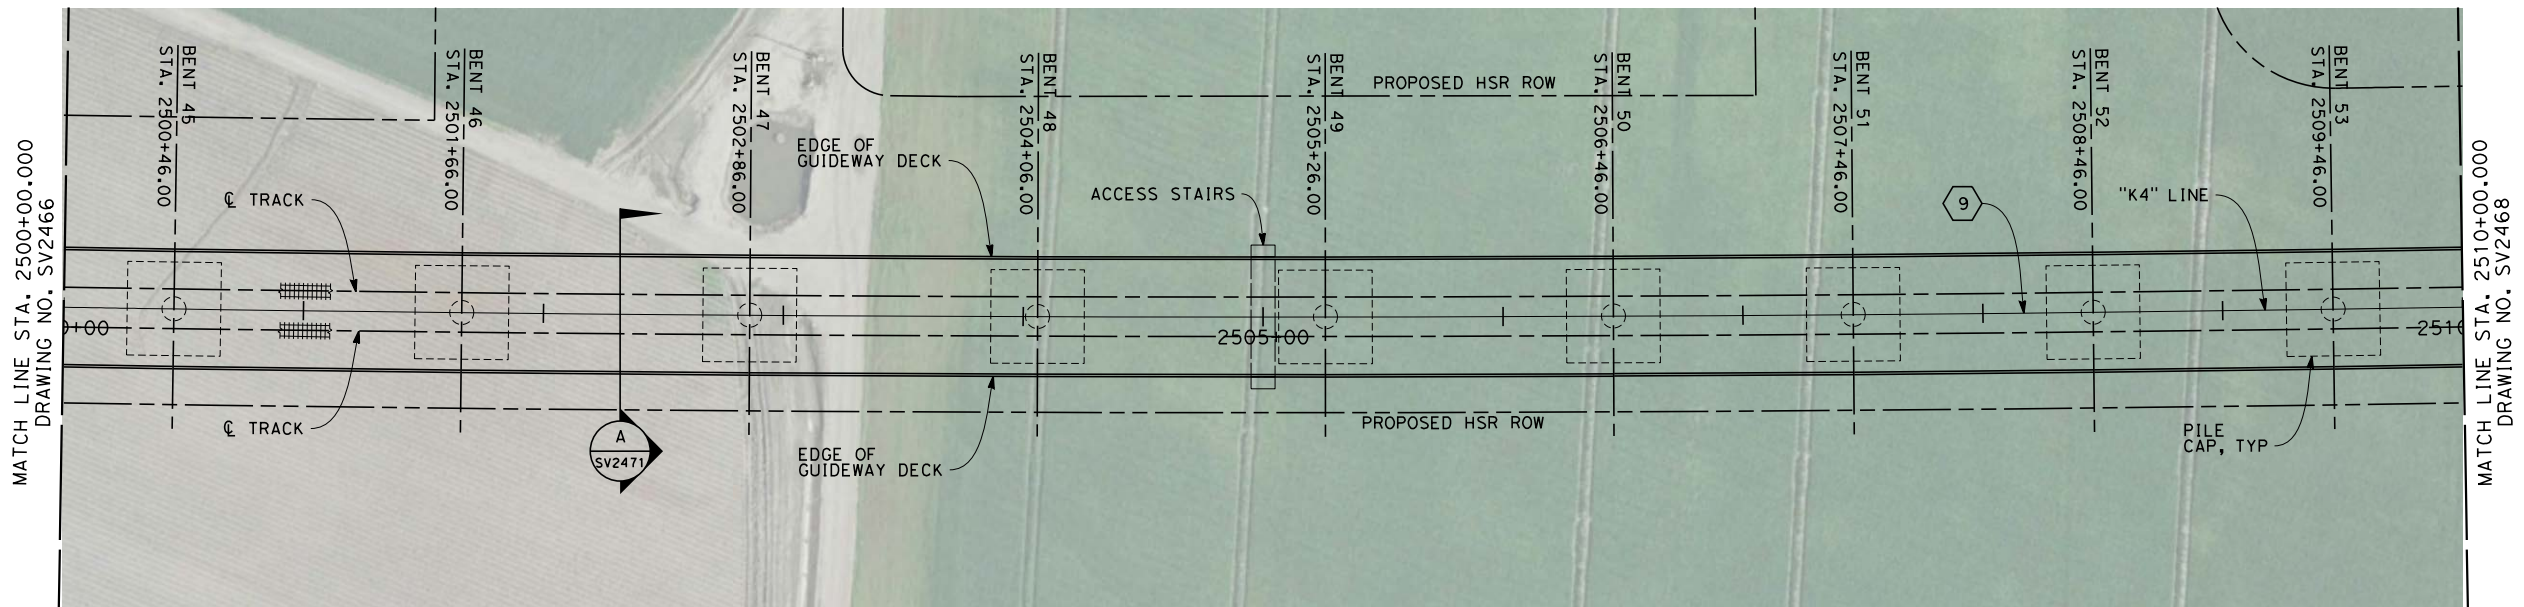 MATCH LINE STA. 2500+00.000
DRAWING NO. SV2466
BENT 45
STA. 2500+46.00
BENT 46
STA. 2501+66.00
BENT 47
STA. 2502+86.00
BENT 48
STA. 2504+06.00
BENT 49
STA. 2505+26.00
BENT 50
STA. 2506+46.00
BENT 51
STA. 2507+46.00
BENT 52
STA. 2508+46.00
BENT 53
STA. 2509+46.00
PROPOSED HSR ROW
EDGE OF
GUIDEWAY DECK
℄ TRACK
ACCESS STAIRS
9
"K4" LINE
0+00
2505+00
2510
℄ TRACK
A
SV2471
EDGE OF
GUIDEWAY DECK
PROPOSED HSR ROW
PILE
CAP, TYP
MATCH LINE STA. 2510+00.000
DRAWING NO. SV2468